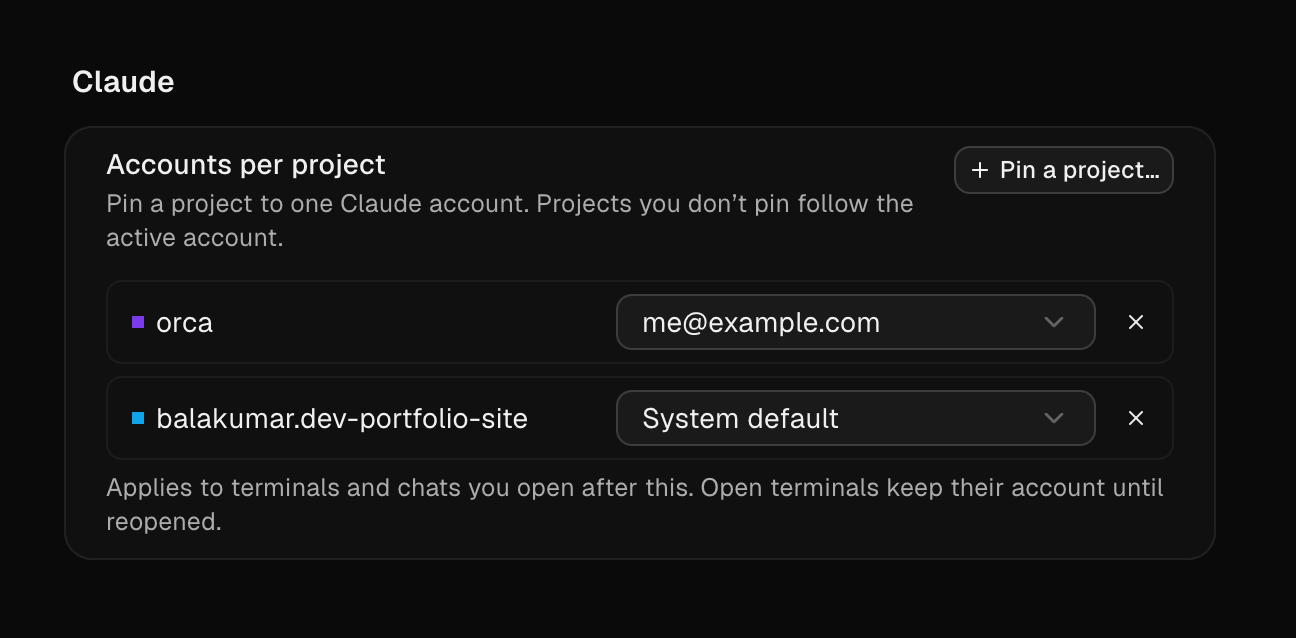 Claude
Accounts per project
+ Pin a project...
Pin a project to one Claude account. Projects you don’t pin follow the
active account.
orca
me@example.com
balakumar.dev-portfolio-site
System default
Applies to terminals and chats you open after this. Open terminals keep their account until
reopened.